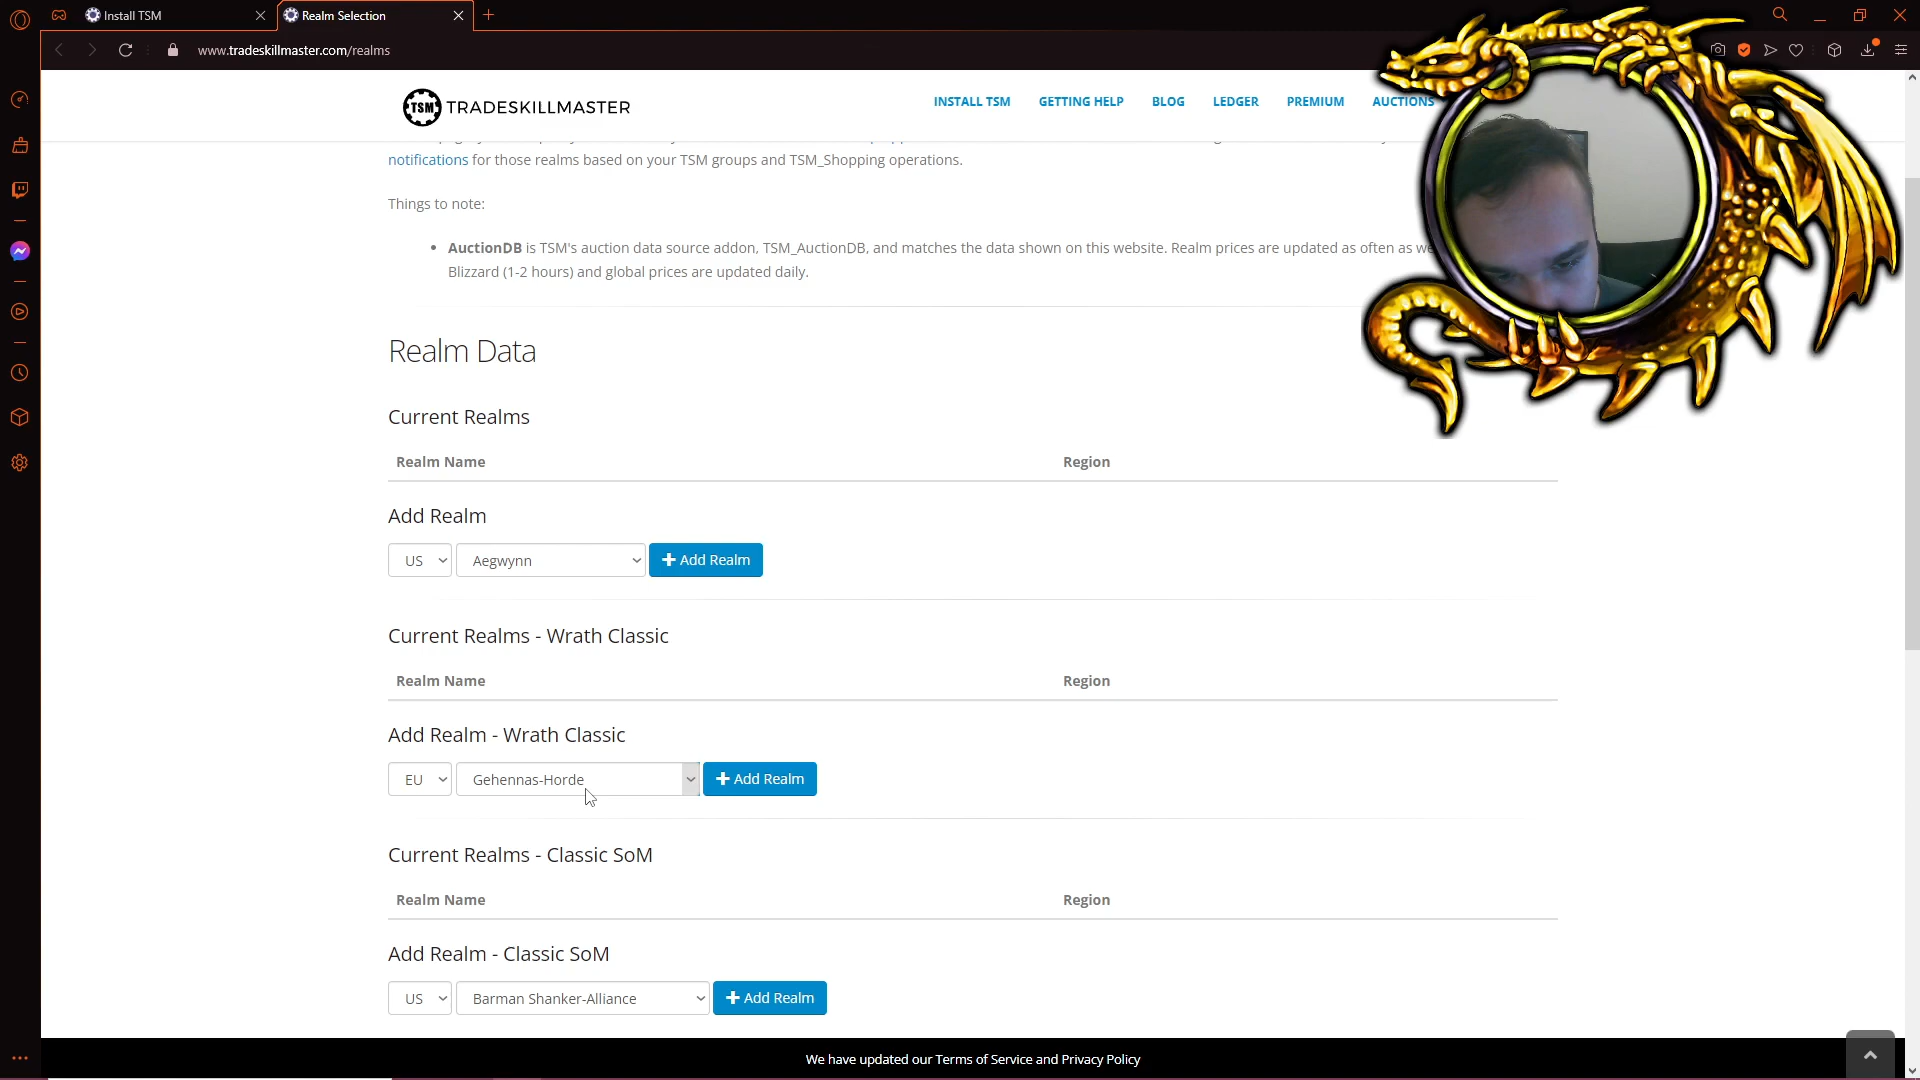 Install TSM
Realm Selection
www.tradeskillmaster.com/realms
TSM TRADESKILLMASTER
INSTALL TSM
GETTING HELP
BLOG
LEDGER
PREMIUM
AUCTIONS
notifications for those realms based on your TSM groups and TSM_Shopping operations.
Things to note:
AuctionDB is TSM's auction data source addon, TSM_AuctionDB, and matches the data shown on this website. Realm prices are updated as often as
Blizzard (1-2 hours) and global prices are updated daily.
Realm Data
Current Realms
Realm Name Region
Add Realm
US Aegwynn + Add Realm
Current Realms - Wrath Classic
Realm Name Region
Add Realm - Wrath Classic
EU Gehennas-Horde + Add Realm
Current Realms - Classic SoM
Realm Name Region
Add Realm - Classic SoM
US Barman Shanker-Alliance + Add Realm
We have updated our Terms of Service and Privacy Policy